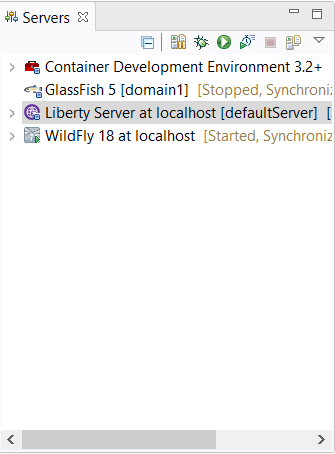 Servers
Container Development Environment 3.2+
GlassFish 5 [domain1] [Stopped, Synchroniz
Liberty Server at localhost [defaultServer] [
WildFly 18 at localhost [Started, Synchroniz